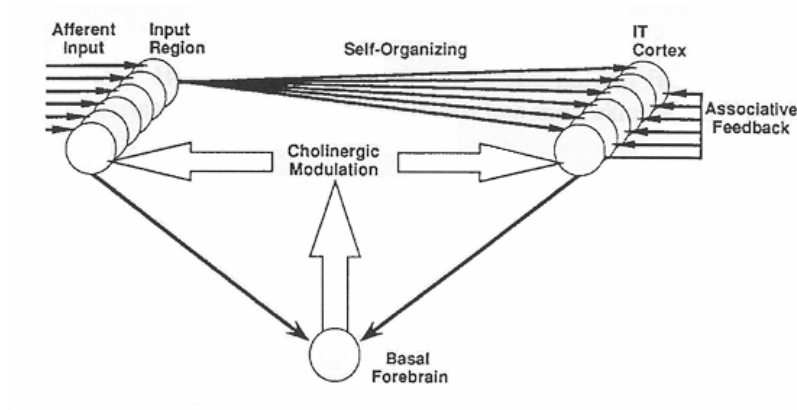 Afferent
Input
Input
Region
Self-Organizing
IT
Cortex
Associative
Feedback
Cholinergic
Modulation
Basal
Forebrain